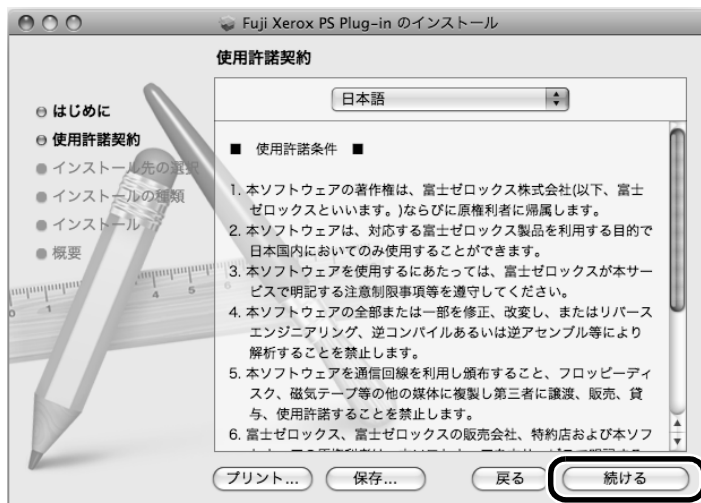 Fuji Xerox PS Plug-in のインストール
使用許諾契約
はじめに
使用許諾契約
インストール先の選択
インストールの種類
インストール
概要
日本語
■ 使用許諾条件 ■
1. 本ソフトウェアの著作権は、富士ゼロックス株式会社(以下、富士
ゼロックスといいます。)ならびに原権利者に帰属します。
2. 本ソフトウェアは、対応する富士ゼロックス製品を利用する目的で
日本国内においてのみ使用することができます。
3. 本ソフトウェアを使用するにあたっては、富士ゼロックスが本サー
ビスで明記する注意制限事項等を遵守してください。
4. 本ソフトウェアの全部または一部を修正、改変し、またはリバース
エンジニアリング、逆コンパイルあるいは逆アセンブル等により
解析することを禁止します。
5. 本ソフトウェアを通信回線を利用し頒布すること、フロッピーディ
スク、磁気テープ等の他の媒体に複製し第三者に譲渡、販売、貸
与、使用許諾することを禁止します。
6. 富士ゼロックス、富士ゼロックスの販売会社、特約店および本ソフ
0 1 4 5 6
プリント... 保存... 戻る 続ける